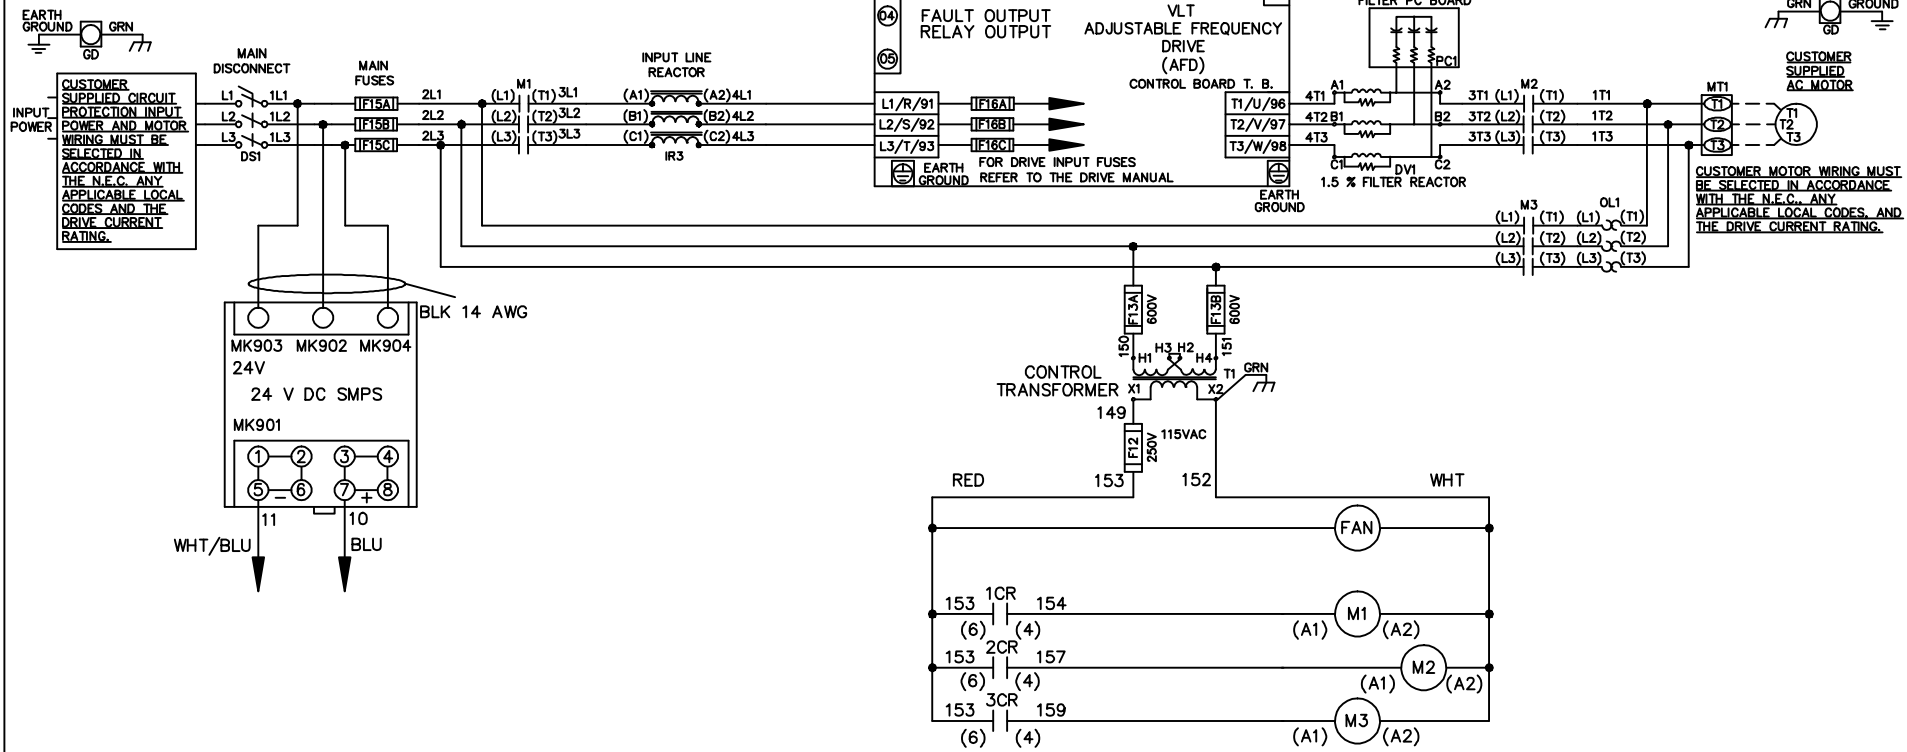 EARTH
GROUND
GRN
GD
CUSTOMER
SUPPLIED CIRCUIT
PROTECTION INPUT
POWER AND MOTOR
WIRING MUST BE
SELECTED IN
ACCORDANCE WITH
THE N.E.C. ANY
APPLICABLE LOCAL
CODES AND THE
DRIVE CURRENT
RATING.
INPUT
POWER
MAIN
DISCONNECT
L1 1L1
L2 1L2
L3 1L3
DS1
MAIN
FUSES
F15A
F15B
F15C
2L1
2L2
2L3
M1
(L1) (T1) 3L1
(L2) (T2) 3L2
(L3) (T3) 3L3
INPUT LINE
REACTOR
(A1) (A2) 4L1
(B1) (B2) 4L2
(C1) (C2) 4L3
IR3
04
05
FAULT OUTPUT
RELAY OUTPUT
VLT
ADJUSTABLE FREQUENCY
DRIVE
(AFD)
CONTROL BOARD T. B.
L1/R/91
L2/S/92
L3/T/93
F16A
F16B
F16C
T1/U/96
T2/V/97
T3/W/98
EARTH
GROUND
FOR DRIVE INPUT FUSES
REFER TO THE DRIVE MANUAL
EARTH
GROUND
FILTER PC BOARD
PC1
4T1 A1 A2
4T2 B1 B2
4T3
C1 C2
DV1
1.5 % FILTER REACTOR
M2
3T1 (L1) (T1) 1T1
3T2 (L2) (T2) 1T2
3T3 (L3) (T3) 1T3
GRN
GROUND
GD
CUSTOMER
SUPPLIED
AC MOTOR
MT1
T1
T2
T3
T1
T2
T3
CUSTOMER MOTOR WIRING MUST
BE SELECTED IN ACCORDANCE
WITH THE N.E.C., ANY
APPLICABLE LOCAL CODES, AND
THE DRIVE CURRENT RATING.
M3 OL1
(L1) (T1) (L1) (T1)
(L2) (T2) (L2) (T2)
(L3) (T3) (L3) (T3)
BLK 14 AWG
MK903 MK902 MK904
24V
24 V DC SMPS
MK901
1 2 3 4
5 - 6 7 + 8
11 10
WHT/BLU BLU
F13A
600V
F13B
600V
150
151
H1 H3 H2 H4
CONTROL
TRANSFORMER
X1 X2
T1
GRN
149
F12
250V
115VAC
153 152
RED WHT
FAN
1CR
153 154
(6) (4)
M1
(A1) (A2)
2CR
153 157
(6) (4)
M2
(A1) (A2)
3CR
153 159
(6) (4)
M3
(A1) (A2)